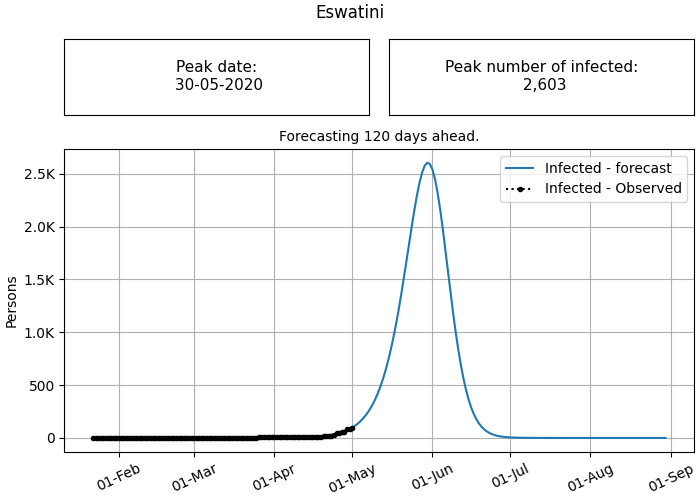 Eswatini
Peak date:
30-05-2020
Peak number of infected:
2,603
Forecasting 120 days ahead.
Infected - forecast
Infected - Observed
2.5K
2.0K
1.5K
1.0K
500
0
Persons
01-Feb
01-Mar
01-Apr
01-May
01-Jun
01-Jul
01-Aug
01-Sep